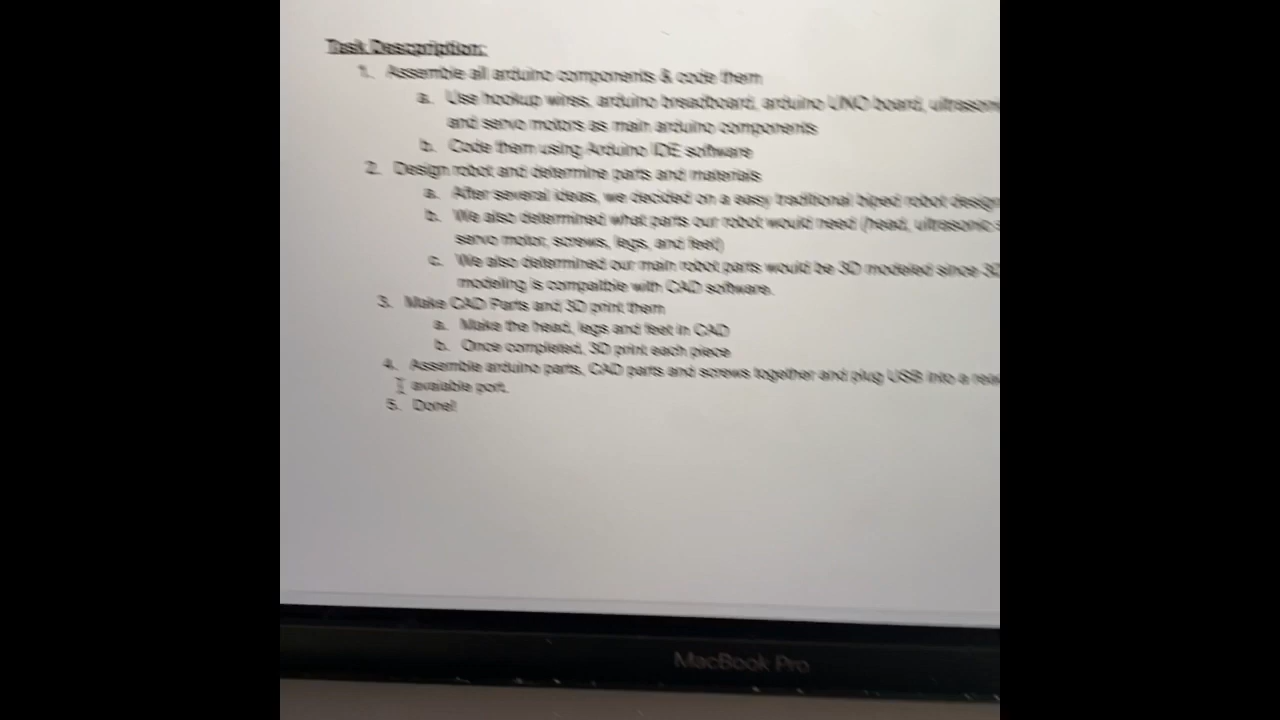 Task Description:
1. Assemble all arduino components & code them
a. Use hookup wires, arduino breadboard, arduino UNO board,
and servo motors as main arduino components
b. Code them using Arduino IDE software
2. Design robot and determine parts and materials
a. After several ideas, we decided on a easy traditional biped robot
b. We also determined what parts our robot would need (head, ultrasonic
servo motor, screws, legs, and feet)
c. We also determined our main robot parts would be 3D modeled since
modeling is compatible with CAD software.
3. Make CAD Parts and 3D print them
a. Make the head, legs and feet in CAD
b. Once completed, 3D print each piece
4. Assemble arduino parts, CAD parts and screws together and plug USB into a
available port.
5. Done!
MacBook Pro